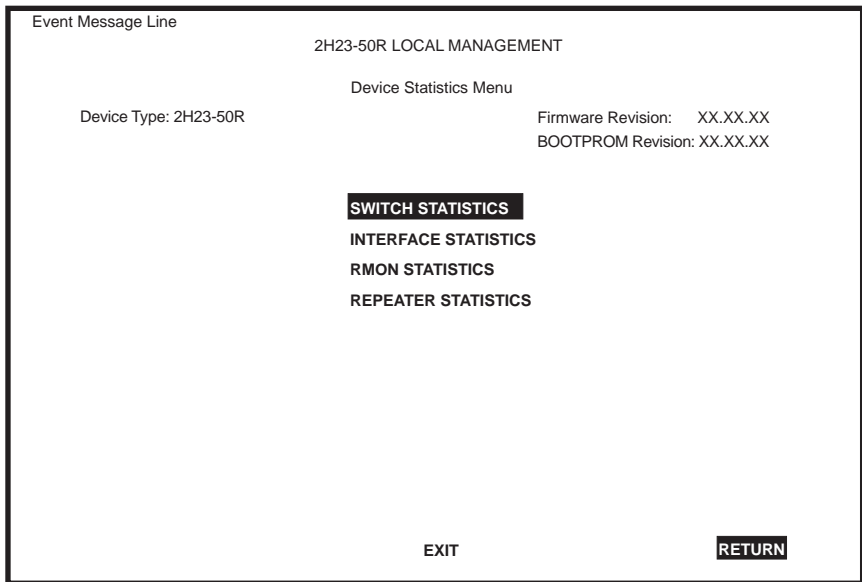 Event Message Line
2H23-50R LOCAL MANAGEMENT
Device Statistics Menu
Device Type: 2H23-50R
Firmware Revision: XX.XX.XX
BOOTPROM Revision: XX.XX.XX
SWITCH STATISTICS
INTERFACE STATISTICS
RMON STATISTICS
REPEATER STATISTICS
EXIT
RETURN